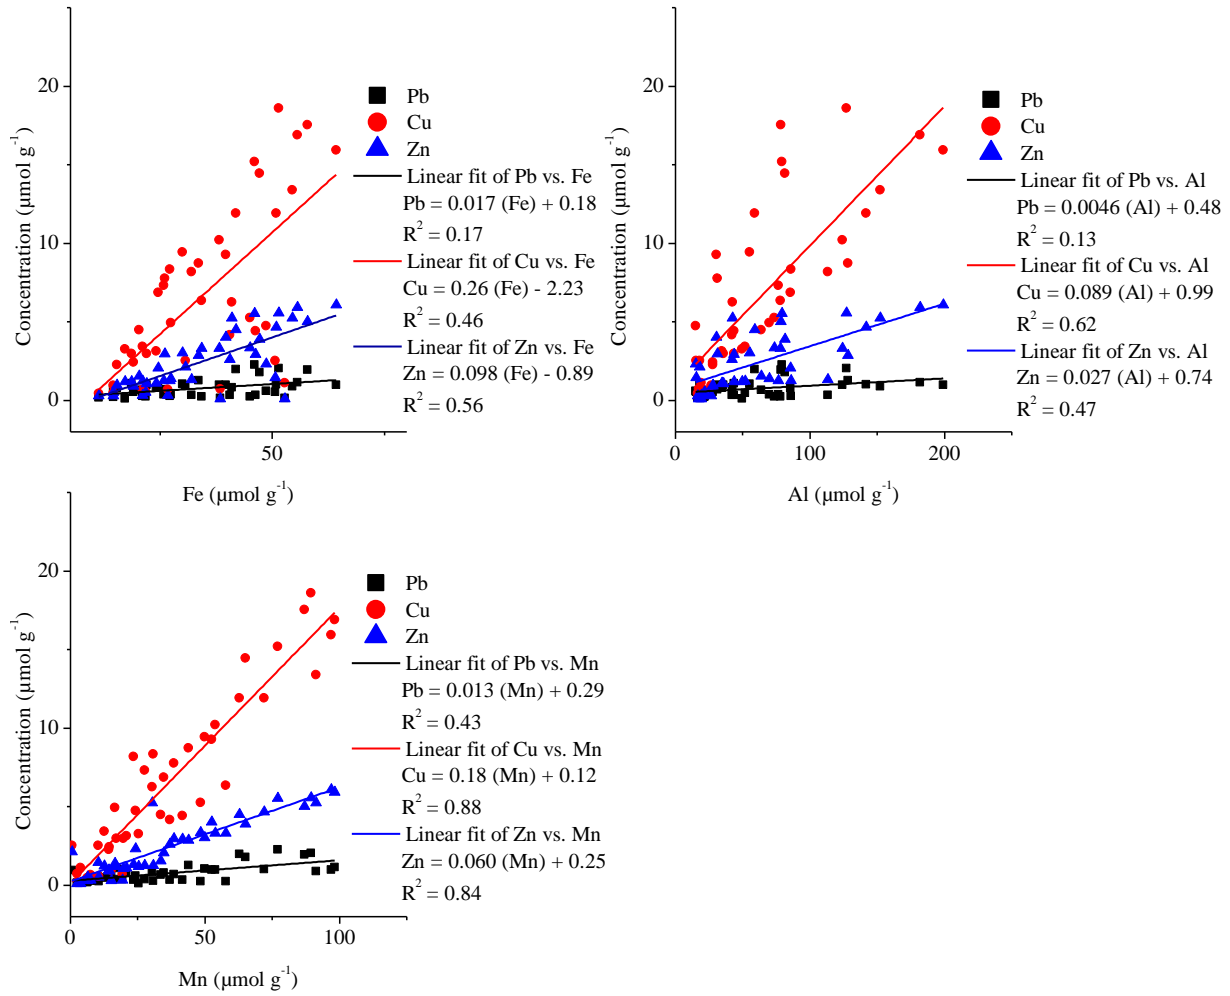 20
10
0
50
Concentration (µmol g⁻¹)
Fe (µmol g⁻¹)
Pb
Cu
Zn
Linear fit of Pb vs. Fe
Pb = 0.017 (Fe) + 0.18
R² = 0.17
Linear fit of Cu vs. Fe
Cu = 0.26 (Fe) - 2.23
R² = 0.46
Linear fit of Zn vs. Fe
Zn = 0.098 (Fe) - 0.89
R² = 0.56
20
10
0
0 100 200
Concentration (µmol g⁻¹)
Al (µmol g⁻¹)
Pb
Cu
Zn
Linear fit of Pb vs. Al
Pb = 0.0046 (Al) + 0.48
R² = 0.13
Linear fit of Cu vs. Al
Cu = 0.089 (Al) + 0.99
R² = 0.62
Linear fit of Zn vs. Al
Zn = 0.027 (Al) + 0.74
R² = 0.47
20
10
0
0 50 100
Concentration (µmol g⁻¹)
Mn (µmol g⁻¹)
Pb
Cu
Zn
Linear fit of Pb vs. Mn
Pb = 0.013 (Mn) + 0.29
R² = 0.43
Linear fit of Cu vs. Mn
Cu = 0.18 (Mn) + 0.12
R² = 0.88
Linear fit of Zn vs. Mn
Zn = 0.060 (Mn) + 0.25
R² = 0.84